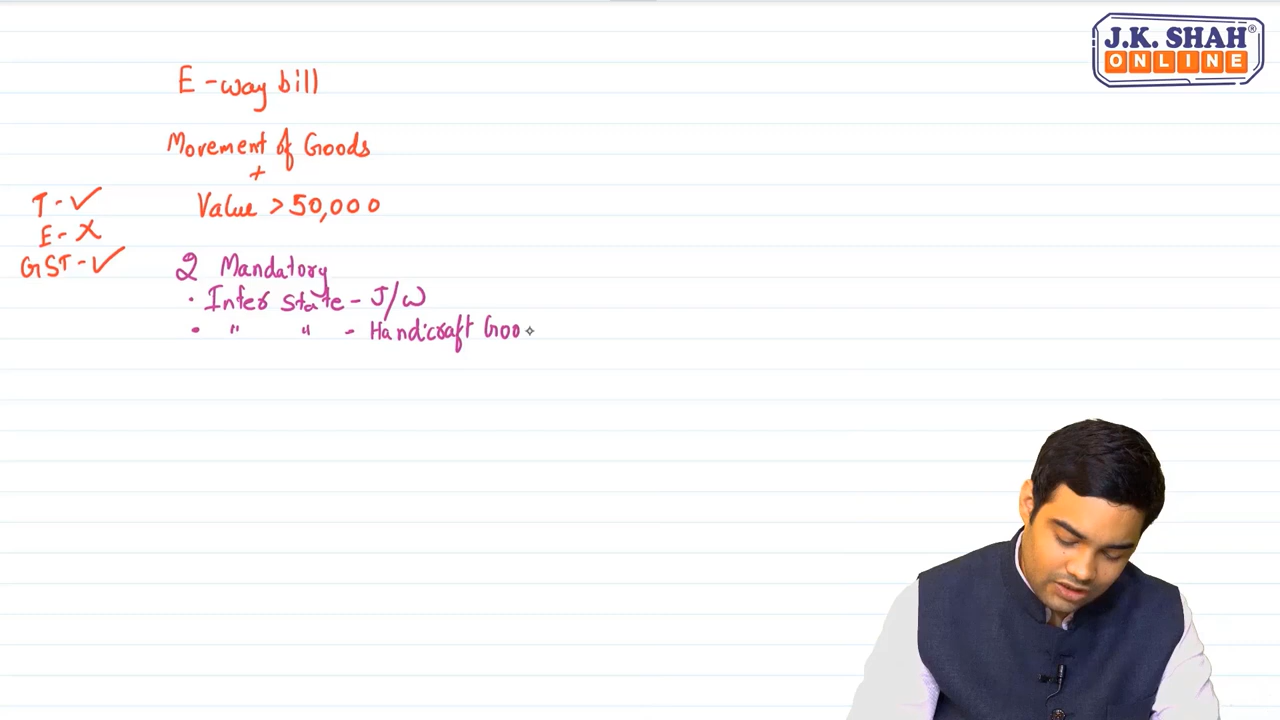 J.K. SHAH®
ONLINE
E-way bill
Movement of Goods
+
Value > 50,000
T-✓
E-X
GST-✓
2 Mandatory
• Inter state - J/W
• " " - Handicraft Goo